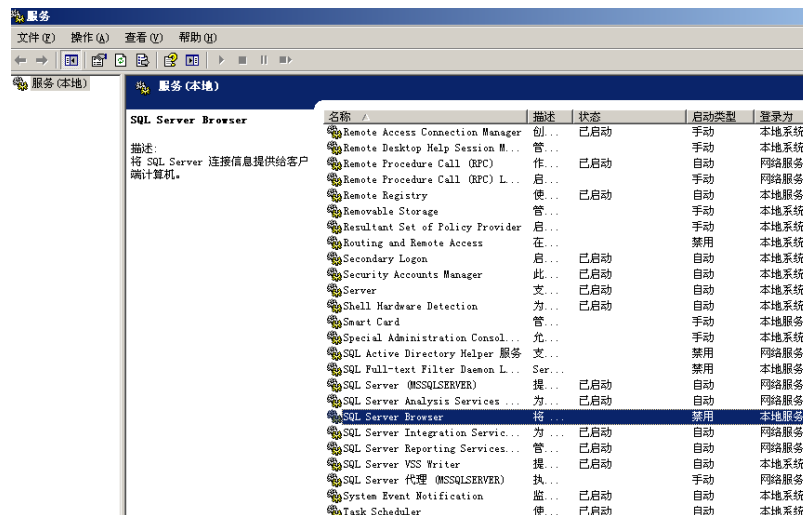 服务
文件(F) 操作(A) 查看(V) 帮助(H)
服务(本地)
服务(本地)
SQL Server Browser
描述:
将 SQL Server 连接信息提供给客户
端计算机。
名称 描述 状态 启动类型 登录为
Remote Access Connection Manager 创... 已启动 手动 本地系统
Remote Desktop Help Session M... 管... 手动 本地系统
Remote Procedure Call (RPC) 作... 已启动 自动 网络服务
Remote Procedure Call (RPC) L... 启... 手动 网络服务
Remote Registry 使... 已启动 自动 本地服务
Removable Storage 管... 手动 本地系统
Resultant Set of Policy Provider 启... 手动 本地系统
Routing and Remote Access 在... 禁用 本地系统
Secondary Logon 启... 已启动 自动 本地系统
Security Accounts Manager 此... 已启动 自动 本地系统
Server 支... 已启动 自动 本地系统
Shell Hardware Detection 为... 已启动 自动 本地系统
Smart Card 管... 手动 本地服务
Special Administration Consol... 允... 手动 本地系统
SQL Active Directory Helper 服务 支... 禁用 网络服务
SQL Full-text Filter Daemon L... Ser... 禁用 本地系统
SQL Server (MSSQLSERVER) 提... 已启动 自动 网络服务
SQL Server Analysis Services ... 为... 已启动 自动 网络服务
SQL Server Browser 将 ... 禁用 本地服务
SQL Server Integration Servic... 为 ... 已启动 自动 网络服务
SQL Server Reporting Services... 管... 已启动 自动 网络服务
SQL Server VSS Writer 提... 已启动 自动 本地系统
SQL Server 代理 (MSSQLSERVER) 执... 手动 网络服务
System Event Notification 监... 已启动 自动 本地系统
Task Scheduler 使... 已启动 自动 本地系统